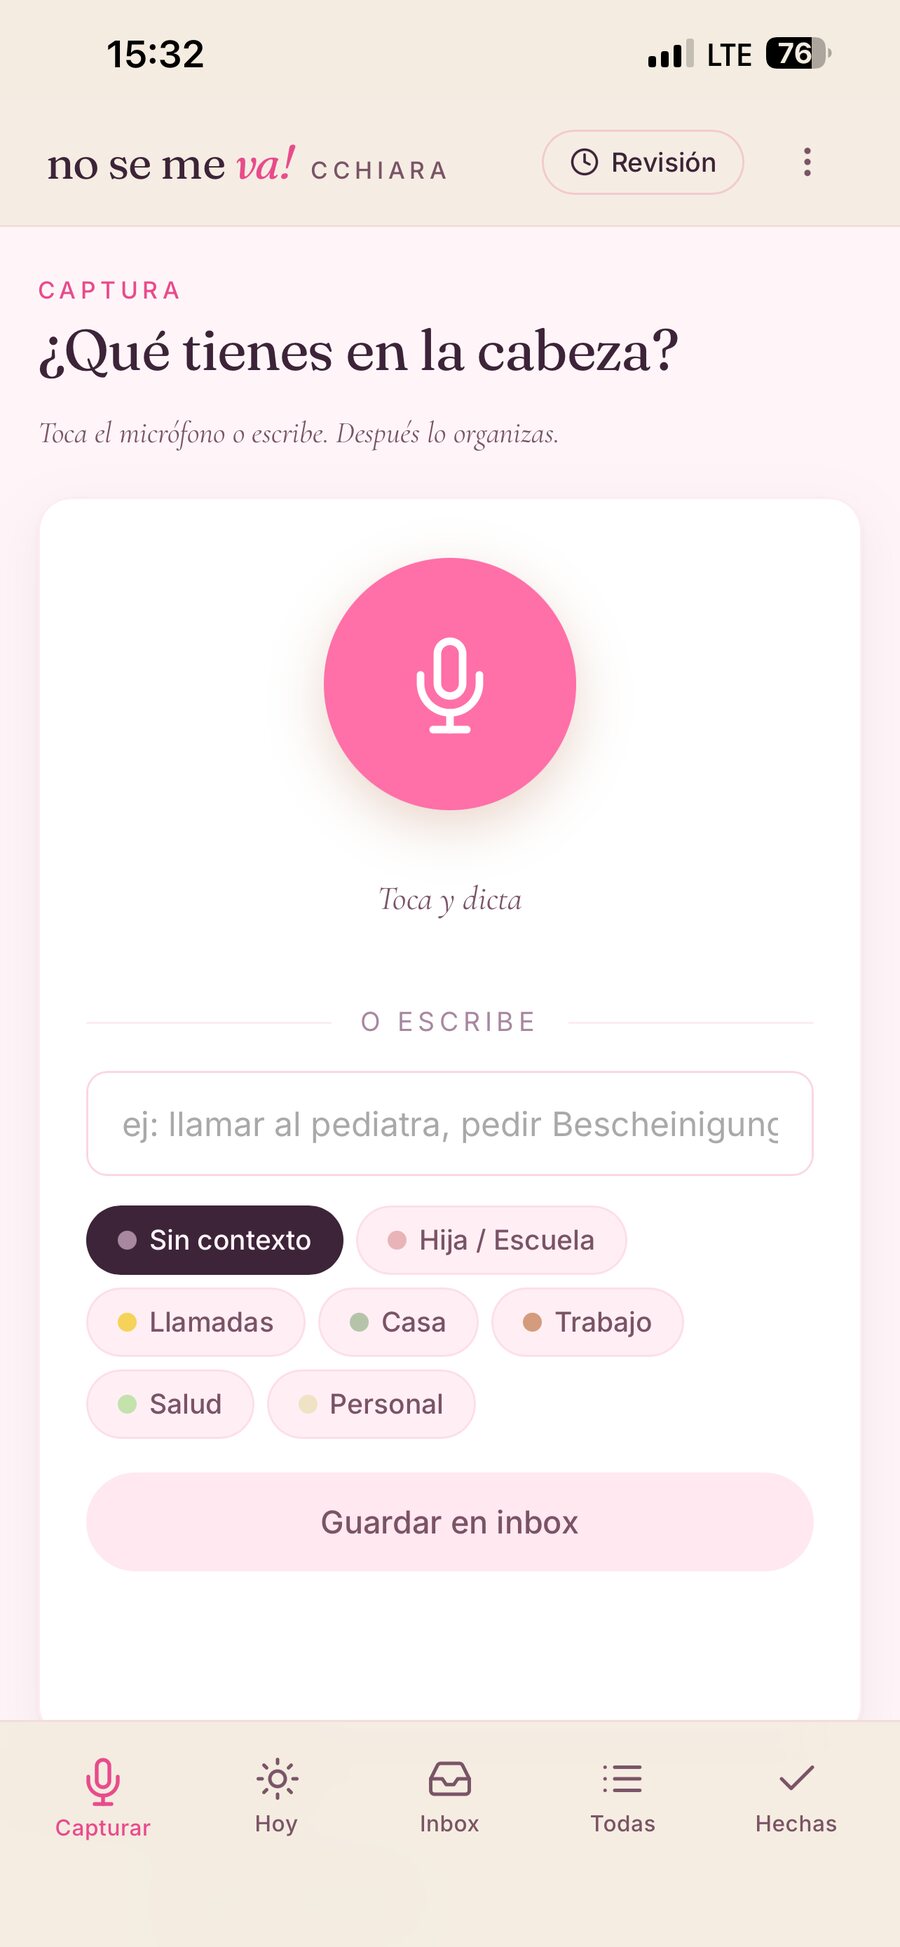 15:32 LTE 76
no se me va! CCHIARA Revisión
CAPTURA
¿Qué tienes en la cabeza?
Toca el micrófono o escribe. Después lo organizas.
Toca y dicta
O ESCRIBE
ej: llamar al pediatra, pedir Bescheinigung
Sin contexto Hija / Escuela
Llamadas Casa Trabajo
Salud Personal
Guardar en inbox
Capturar Hoy Inbox Todas Hechas